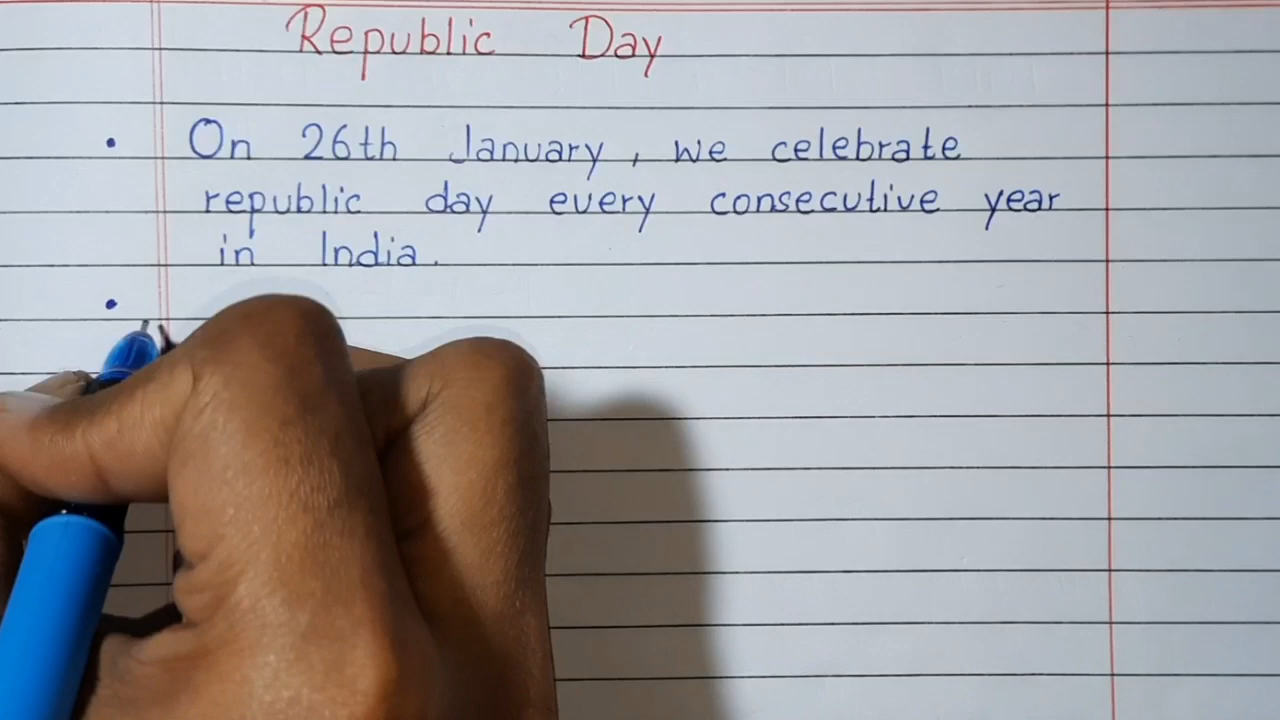 Republic Day
• On 26th January, we celebrate
republic day every consecutive year
in India.
•